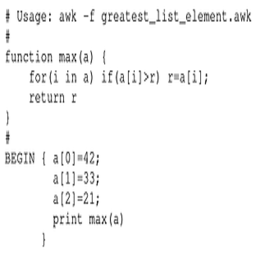 # Usage: awk -f greatest_list_element.awk
#
function max(a) {
    for(i in a) if(a[i]>r) r=a[i];
    return r
}
#
BEGIN { a[0]=42;
        a[1]=33;
        a[2]=21;
        print max(a)
      }